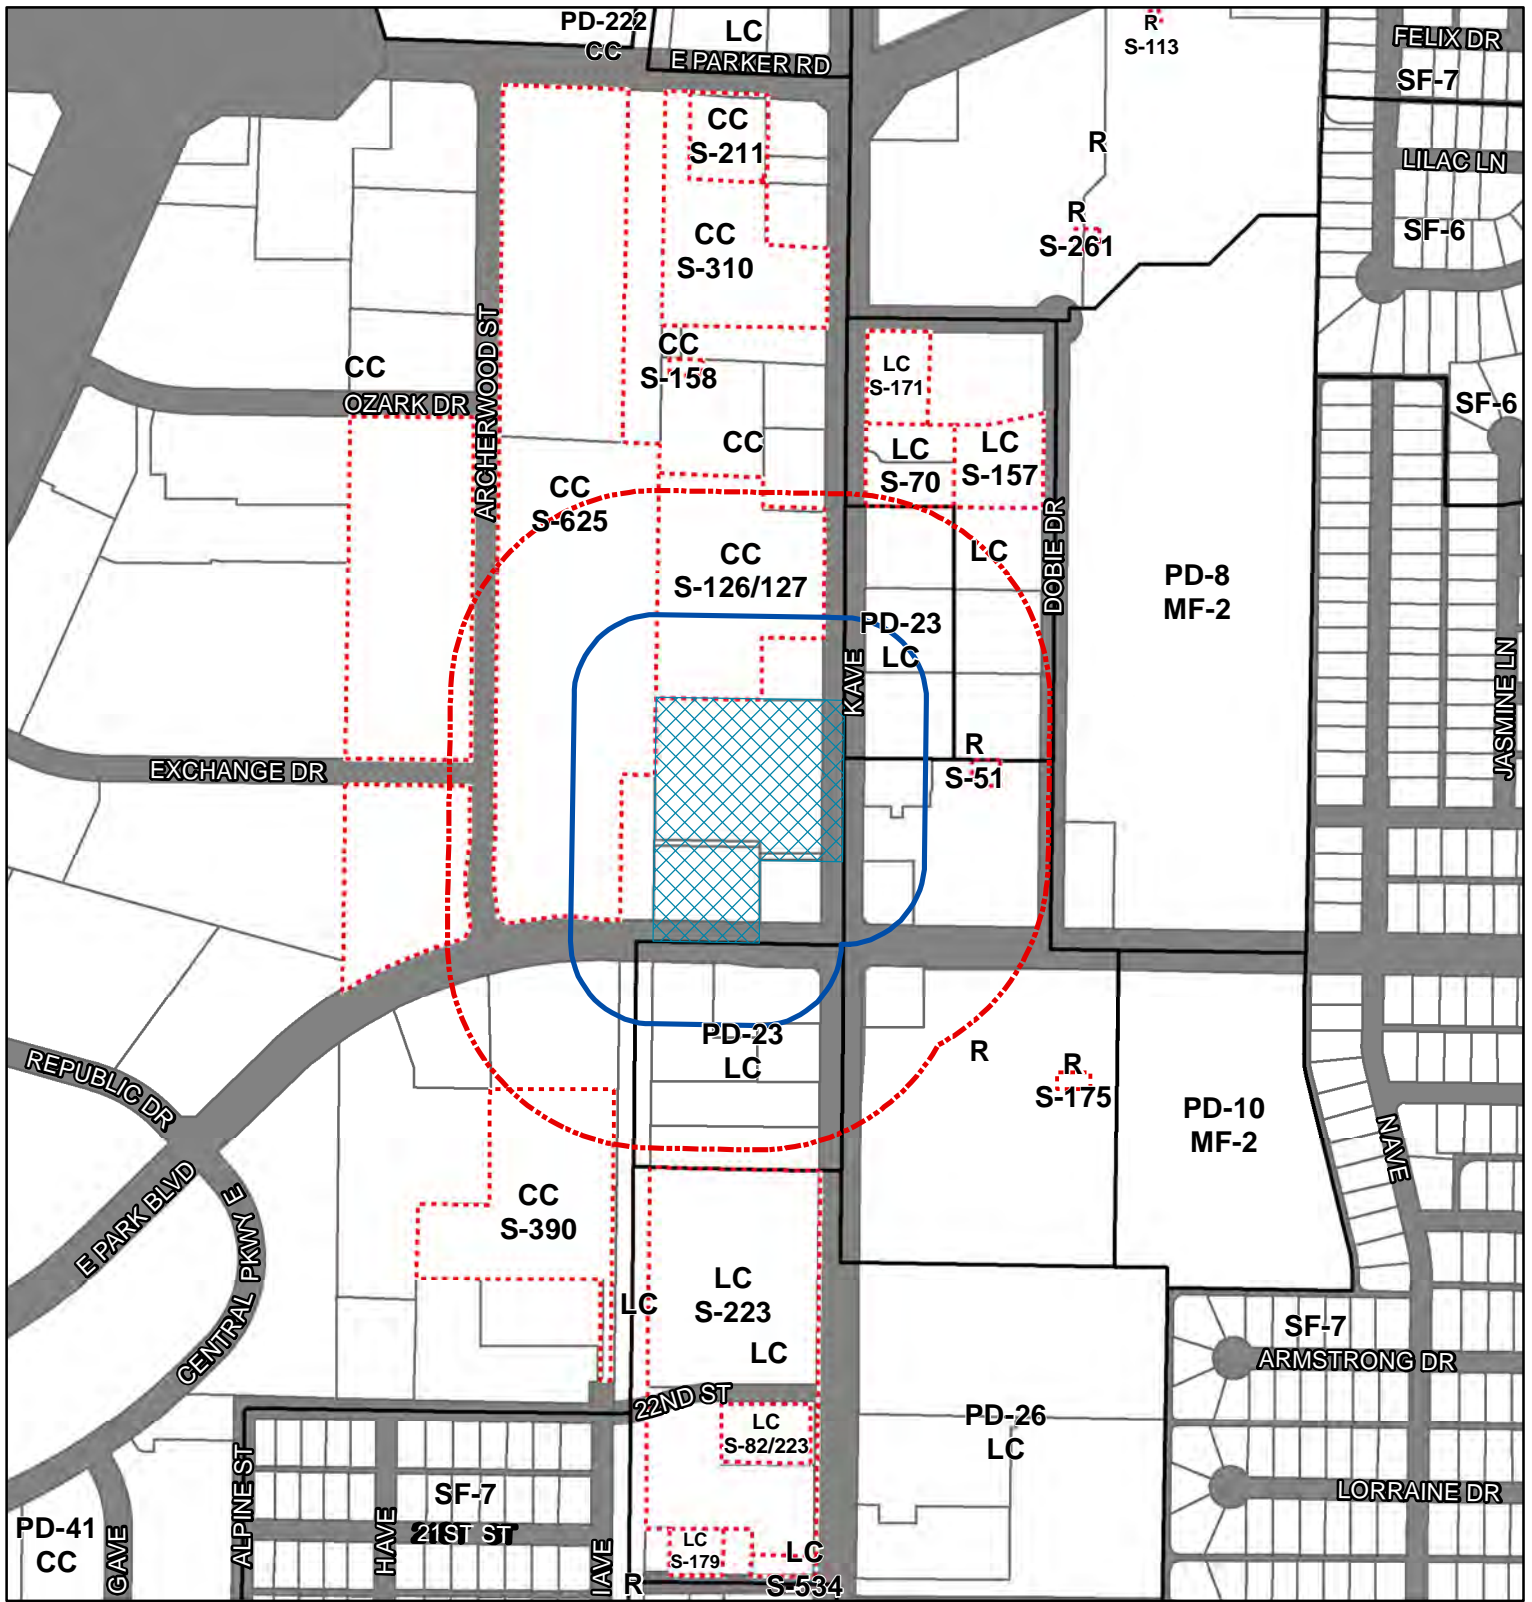 PD-222
CC
LC
E PARKER RD
R
S-113
FELIX DR
SF-7
CC
S-211
R
LILAC LN
R
S-261
SF-6
CC
S-310
ARCHERWOOD ST
CC
S-158
CC
OZARK DR
LC
S-171
SF-6
CC
LC
S-70
LC
S-157
CC
S-625
DOBIE DR
LC
CC
S-126/127
PD-8
MF-2
PD-23
LC
K AVE
JASMINE LN
EXCHANGE DR
R
S-51
PD-23
LC
R
R
S-175
REPUBLIC DR
PD-10
MF-2
N AVE
E PARK BLVD
CENTRAL PKWY E
CC
S-390
LC
LC
S-223
LC
SF-7
ARMSTRONG DR
22ND ST
LC
S-82/223
PD-26
LC
ALPINE ST
SF-7
LORRAINE DR
PD-41
CC
G AVE
H AVE
21ST ST
I AVE
LC
S-179
LC
S-534
R